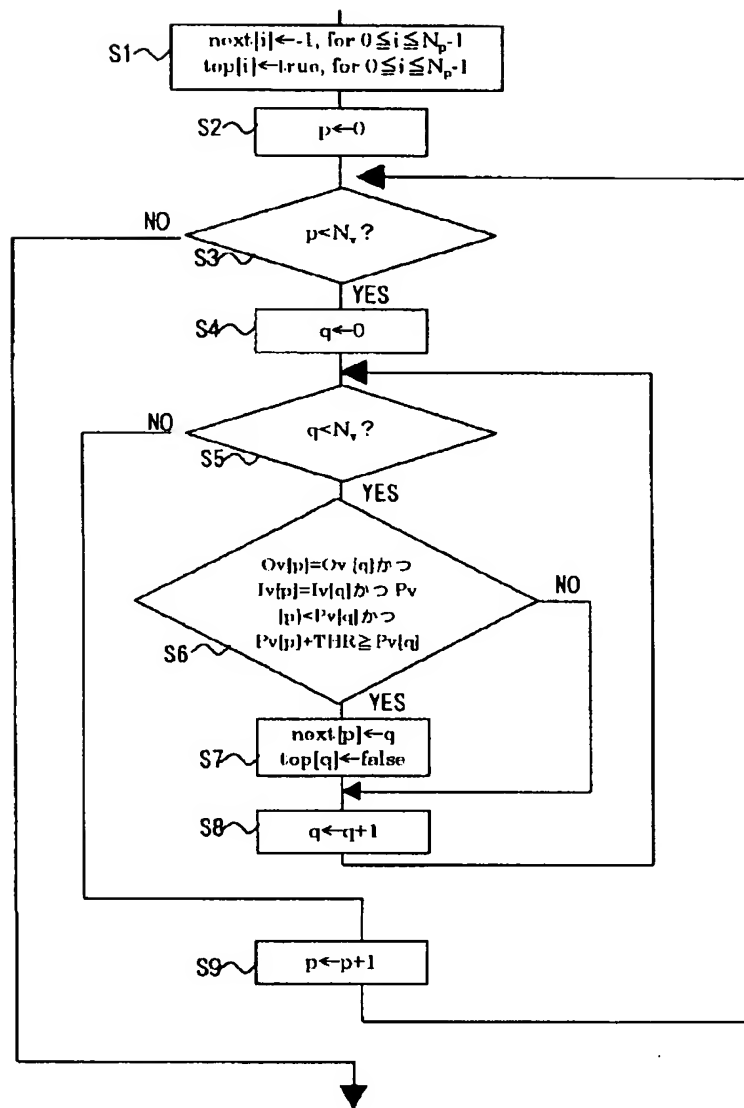 S1
next[i]←-1, for 0≦i≦Np-1
top[i]←true, for 0≦i≦Np-1
S2
p←0
NO
p<Nv?
S3
YES
S4
q←0
NO
q<Nv?
S5
YES
Ov[p]=Ov[q]かつ
Iv[p]=Iv[q]かつ Pv
[p]<Pv[q]かつ
Pv[p]+THR≧Pv[q]
NO
S6
YES
next[p]←q
top[q]←false
S7
S8
q←q+1
S9
p←p+1